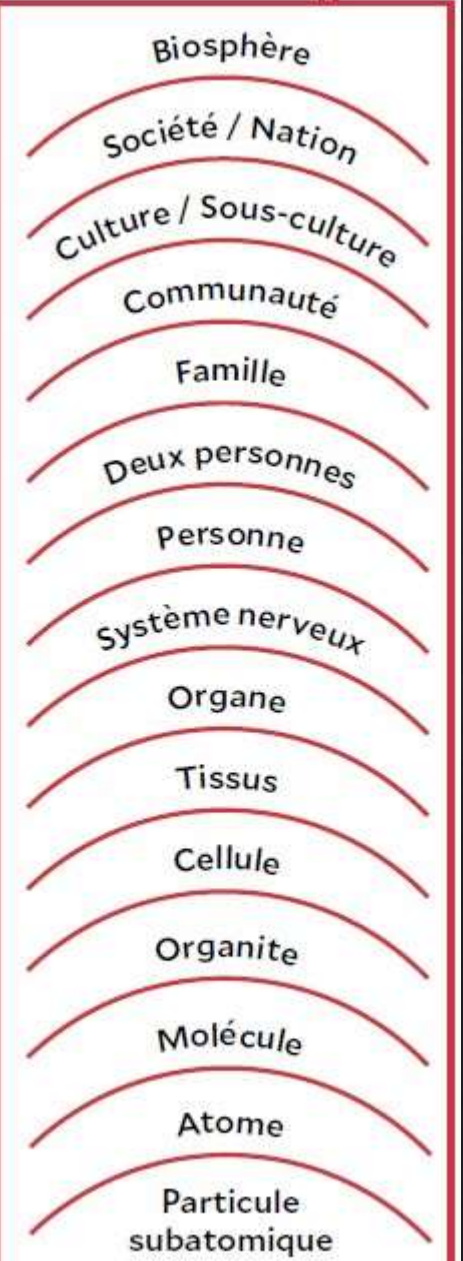 Biosphère
Société / Nation
Culture / Sous-culture
Communauté
Famille
Deux personnes
Personne
Système nerveux
Organe
Tissus
Cellule
Organite
Molécule
Atome
Particule
subatomique